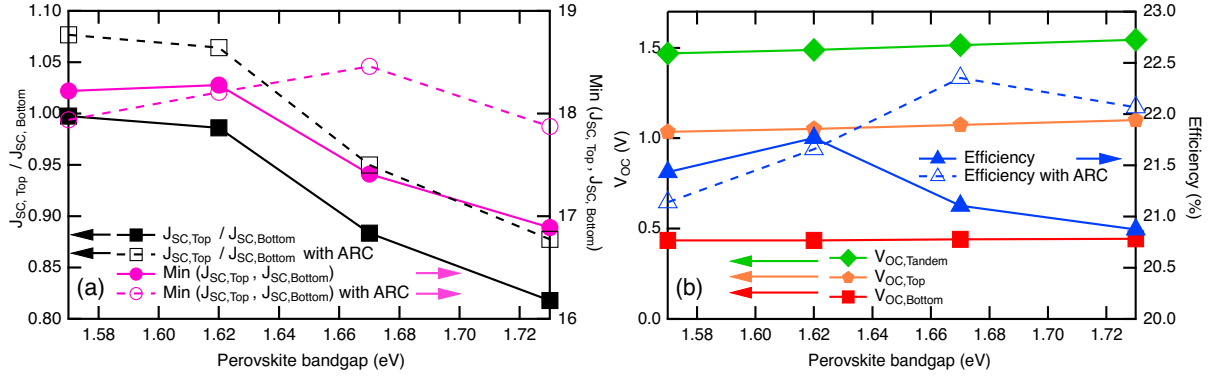 1.10
1.05
1.00
0.95
0.90
0.85
0.80
J_SC,Top / J_SC,Bottom
19
18
17
16
Min (J_SC,Top , J_SC,Bottom)
J_SC,Top / J_SC,Bottom
J_SC,Top / J_SC,Bottom with ARC
Min (J_SC,Top , J_SC,Bottom)
Min (J_SC,Top , J_SC,Bottom) with ARC
(a)
1.58 1.60 1.62 1.64 1.66 1.68 1.70 1.72
Perovskite bandgap (eV)
1.5
1.0
0.5
0.0
V_OC (V)
23.0
22.5
22.0
21.5
21.0
20.5
20.0
Efficiency (%)
Efficiency
Efficiency with ARC
V_OC,Tandem
V_OC,Top
V_OC,Bottom
(b)
1.58 1.60 1.62 1.64 1.66 1.68 1.70 1.72
Perovskite bandgap (eV)